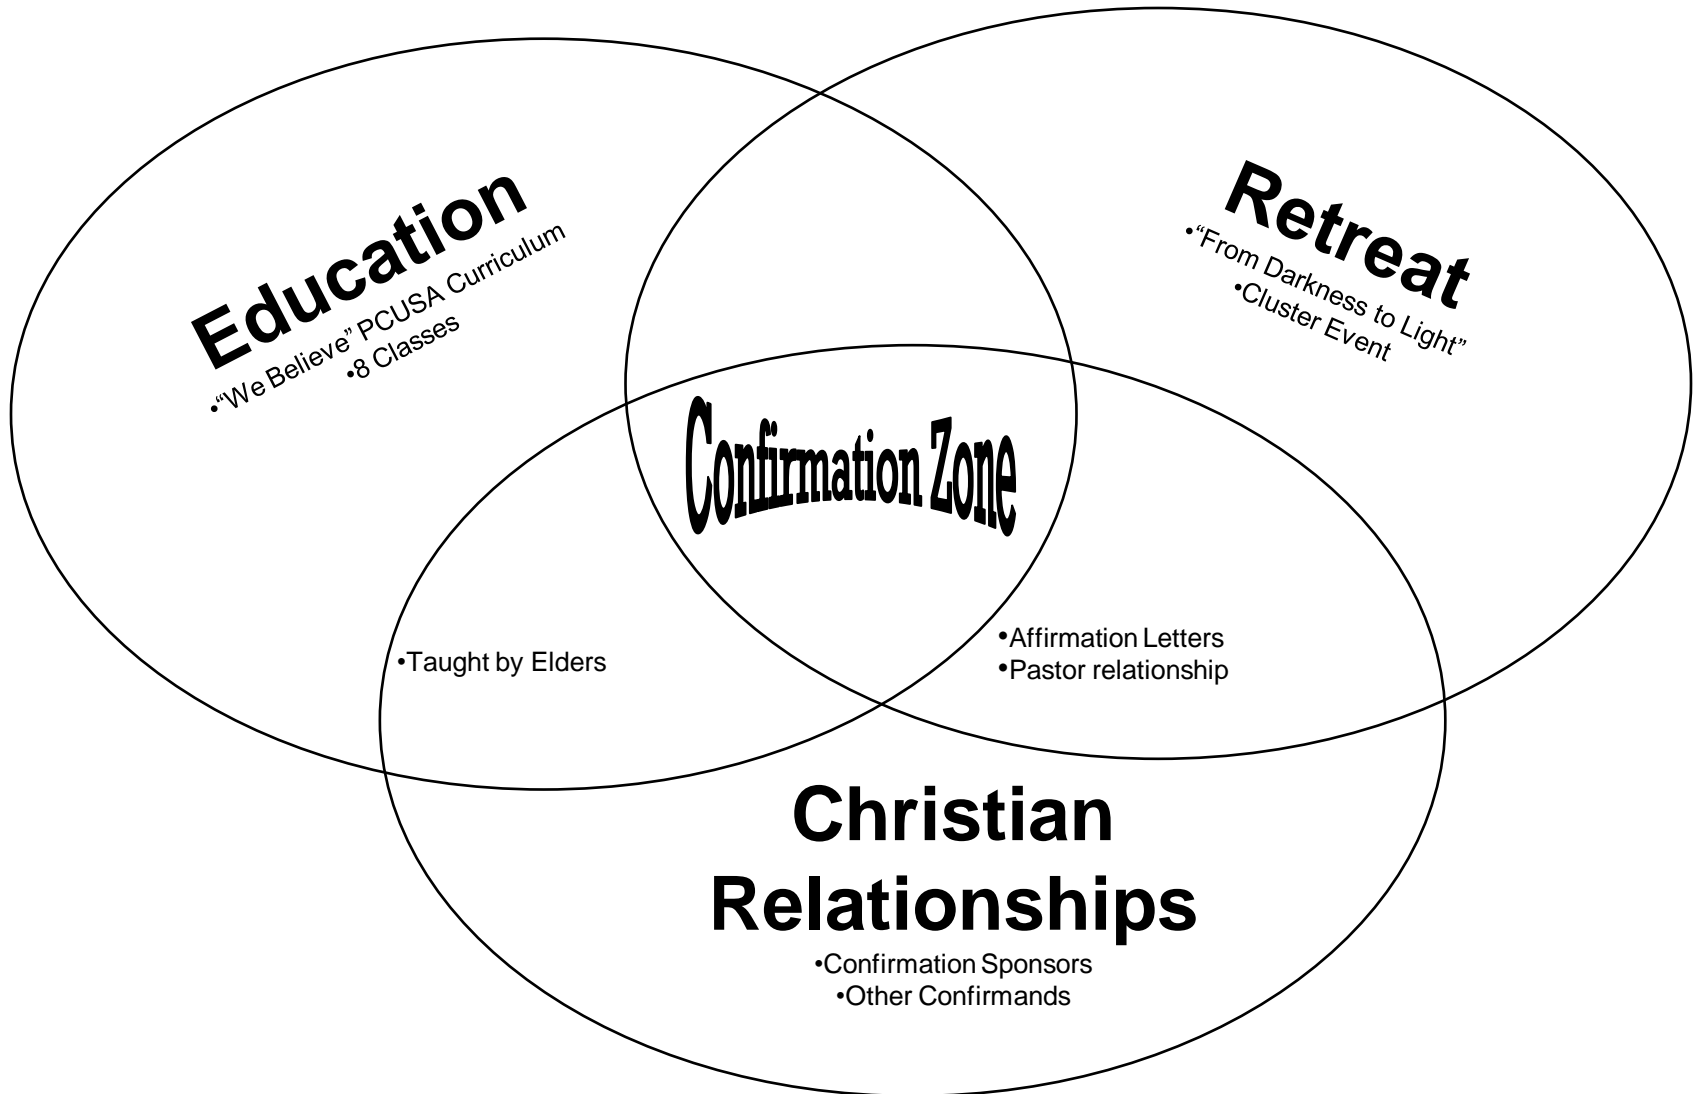 Education
•“We Believe” PCUSA Curriculum
•8 Classes
Retreat
•“From Darkness to Light”
•Cluster Event
Confirmation Zone
•Taught by Elders
•Affirmation Letters
•Pastor relationship
Christian
Relationships
•Confirmation Sponsors
•Other Confirmands